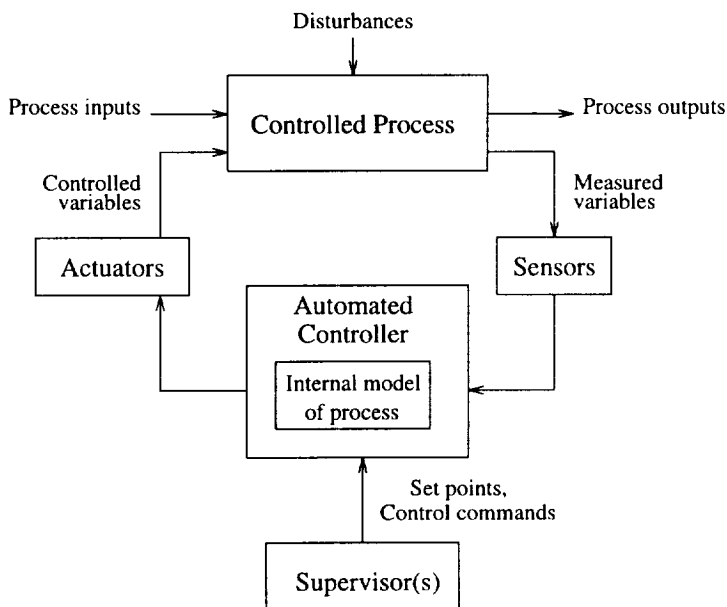 Disturbances
Process inputs
Controlled Process
Process outputs
Controlled
variables
Measured
variables
Actuators
Sensors
Automated
Controller
Internal model
of process
Set points,
Control commands
Supervisor(s)